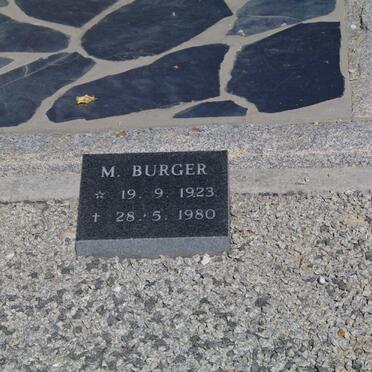 M. BURGER
☆ 19. 9. 1923
† 28. 5. 1980